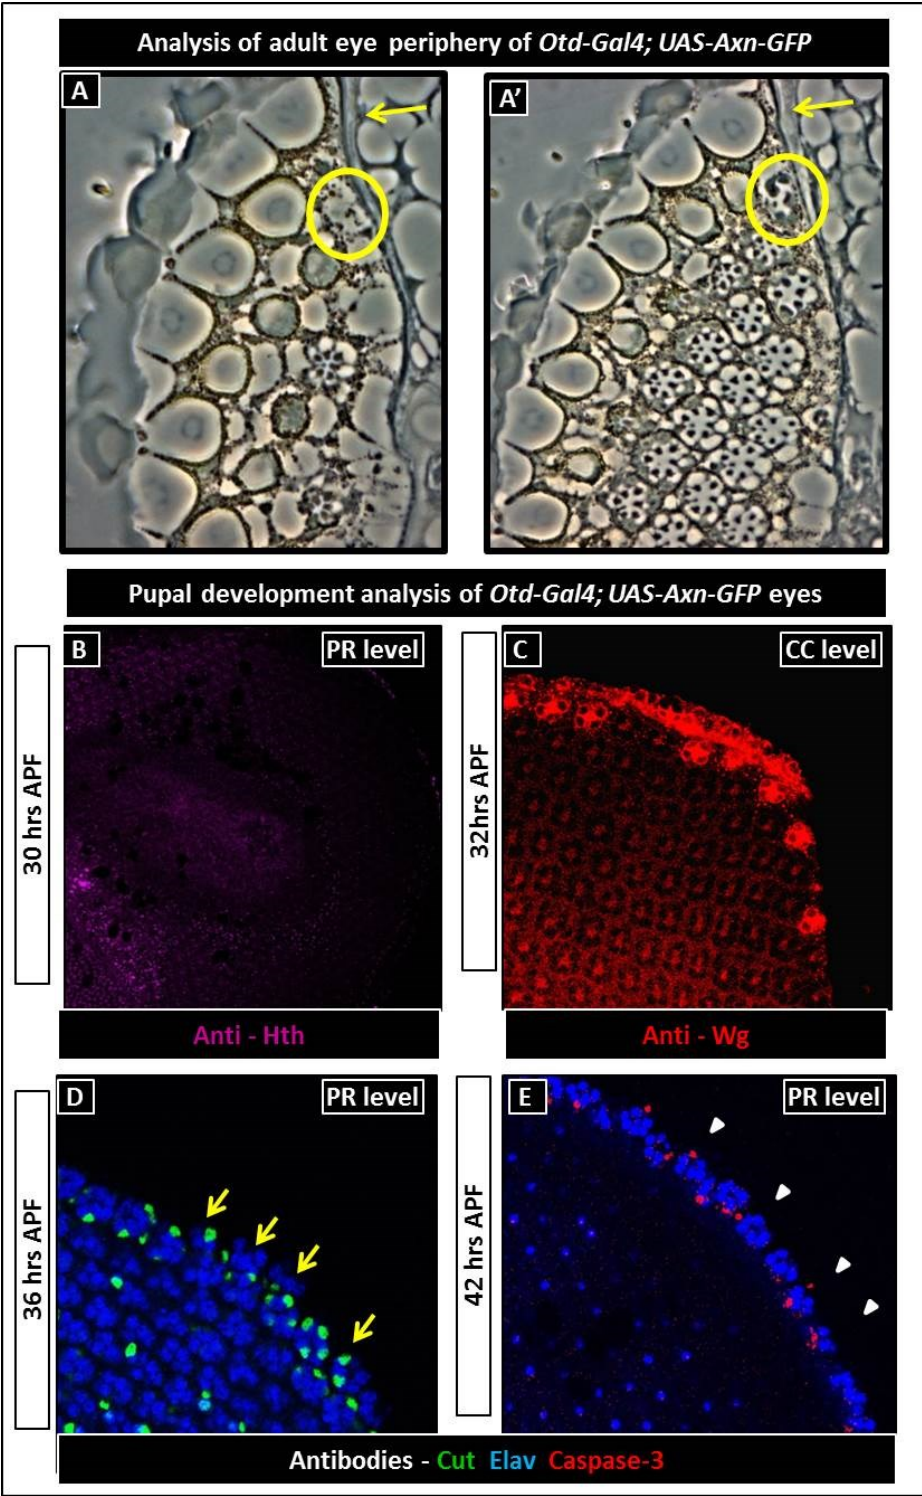 Analysis of adult eye periphery of Otd-Gal4; UAS-Axn-GFP
A
A’
Pupal development analysis of Otd-Gal4; UAS-Axn-GFP eyes
30 hrs APF
B
PR level
32hrs APF
C
CC level
Anti - Hth
Anti - Wg
36 hrs APF
D
PR level
42 hrs APF
E
PR level
Antibodies - Cut Elav Caspase-3